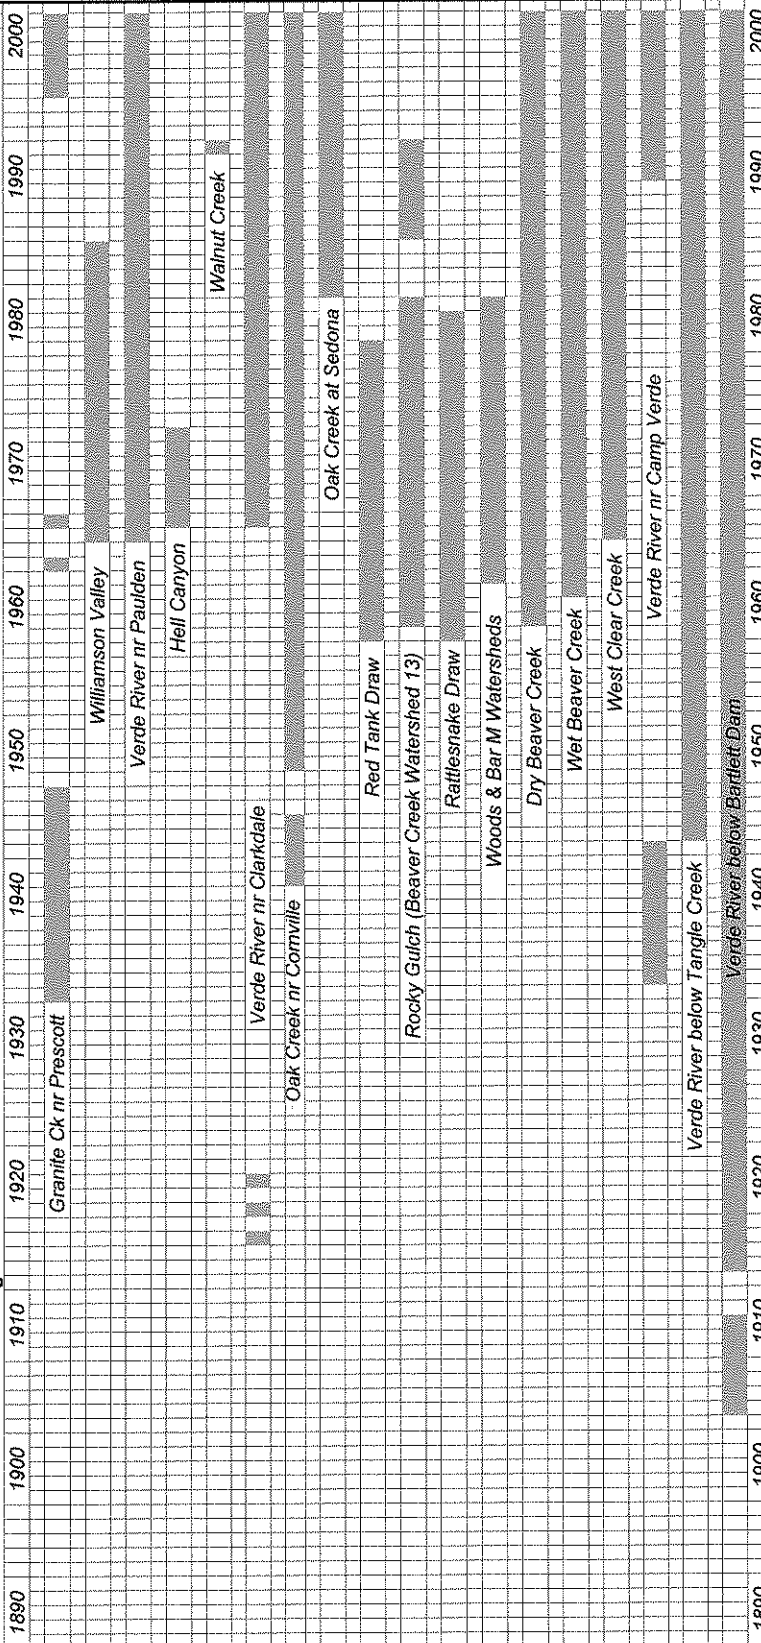 1890 1900 1910 1920 1930 1940 1950 1960 1970 1980 1990 2000
Granite Ck nr Prescott
Williamson Valley
Verde River nr Paulden
Hell Canyon
Walnut Creek
Verde River nr Clarkdale
Oak Creek nr Cornville
Oak Creek at Sedona
Red Tank Draw
Rocky Gulch (Beaver Creek Watershed 13)
Rattlesnake Draw
Woods & Bar M Watersheds
Dry Beaver Creek
Wet Beaver Creek
West Clear Creek
Verde River nr Camp Verde
Verde River below Tangle Creek
Verde River below Bartlett Dam
1890 1900 1910 1920 1930 1940 1950 1960 1970 1980 1990 2000